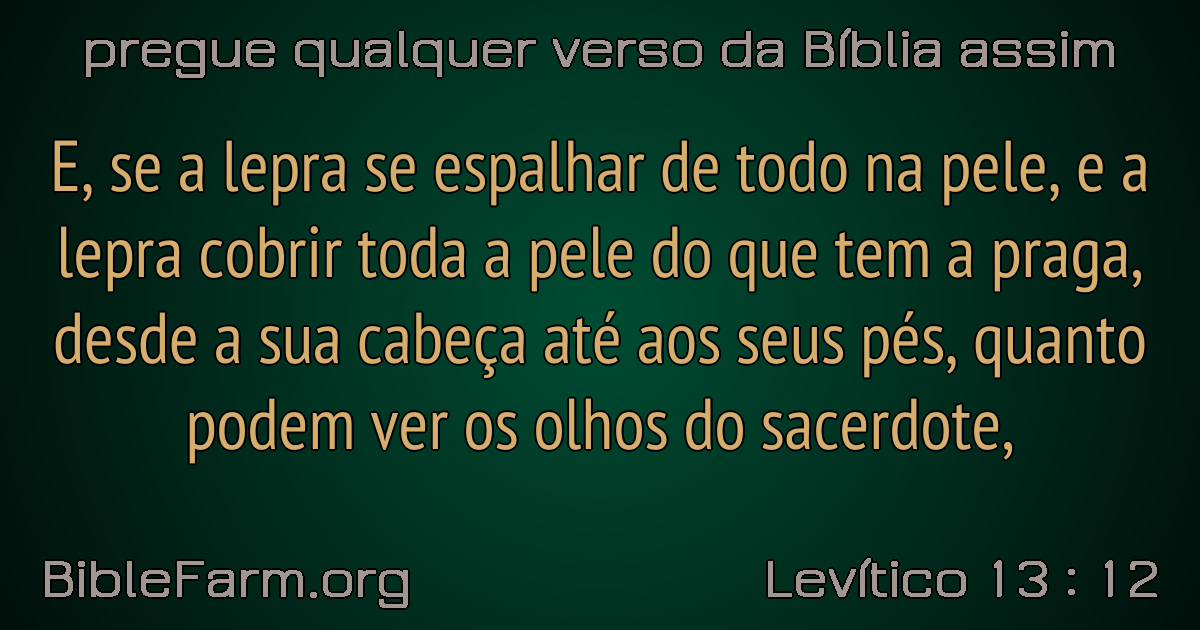 pregue qualquer verso da Bíblia assim
E, se a lepra se espalhar de todo na pele, e a
lepra cobrir toda a pele do que tem a praga,
desde a sua cabeça até aos seus pés, quanto
podem ver os olhos do sacerdote,
BibleFarm.org
Levítico 13 : 12